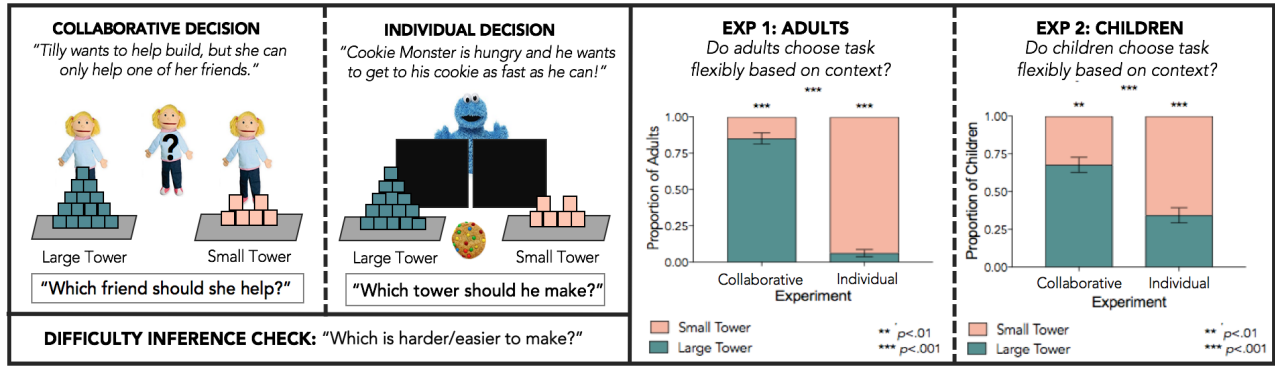 COLLABORATIVE DECISION
“Tilly wants to help build, but she can
only help one of her friends.”
?
Large Tower
Small Tower
“Which friend should she help?”
INDIVIDUAL DECISION
“Cookie Monster is hungry and he wants
to get to his cookie as fast as he can!”
Large Tower
Small Tower
“Which tower should he make?”
DIFFICULTY INFERENCE CHECK: “Which is harder/easier to make?”
EXP 1: ADULTS
Do adults choose task
flexibly based on context?
***
*** ***
Proportion of Adults
1.00
0.75
0.50
0.25
0.00
Collaborative Individual
Experiment
Small Tower
Large Tower
** p<.01
*** p<.001
EXP 2: CHILDREN
Do children choose task
flexibly based on context?
***
** ***
Proportion of Children
1.00
0.75
0.50
0.25
0.00
Collaborative Individual
Experiment
Small Tower
Large Tower
** p<.01
*** p<.001